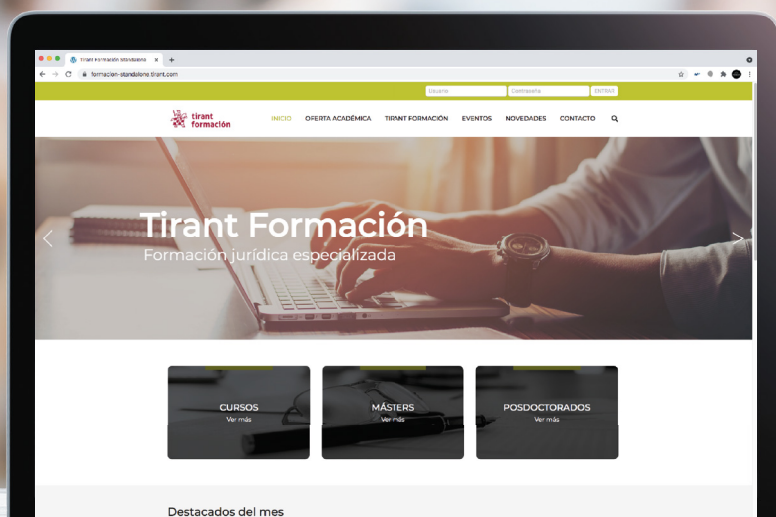 Tirant Formación Standalone
formacion-standalone.tirant.com
Usuario Contraseña ENTRAR
tirant
formación
INICIO OFERTA ACADÉMICA TIRANT FORMACIÓN EVENTOS NOVEDADES CONTACTO
Tirant Formación
Formación jurídica especializada
CURSOS MÁSTERS POSDOCTORADOS
Ver más Ver más Ver más
Destacados del mes